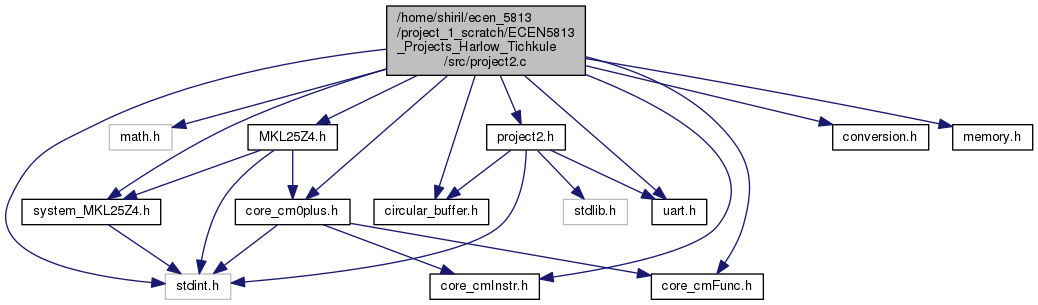 /home/shiril/ecen_5813
/project_1_scratch/ECEN5813
_Projects_Harlow_Tichkule
/src/project2.c
math.h
MKL25Z4.h
project2.h
conversion.h
memory.h
system_MKL25Z4.h
core_cm0plus.h
circular_buffer.h
stdlib.h
uart.h
stdint.h
core_cmInstr.h
core_cmFunc.h